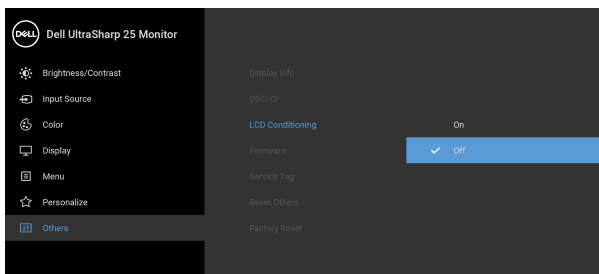 DELL Dell UltraSharp 25 Monitor
Brightness/Contrast Display Info
Input Source DDC/CI
Color LCD Conditioning On
Display Firmware Off
Menu Service Tag
Personalize Reset Others
Others Factory Reset